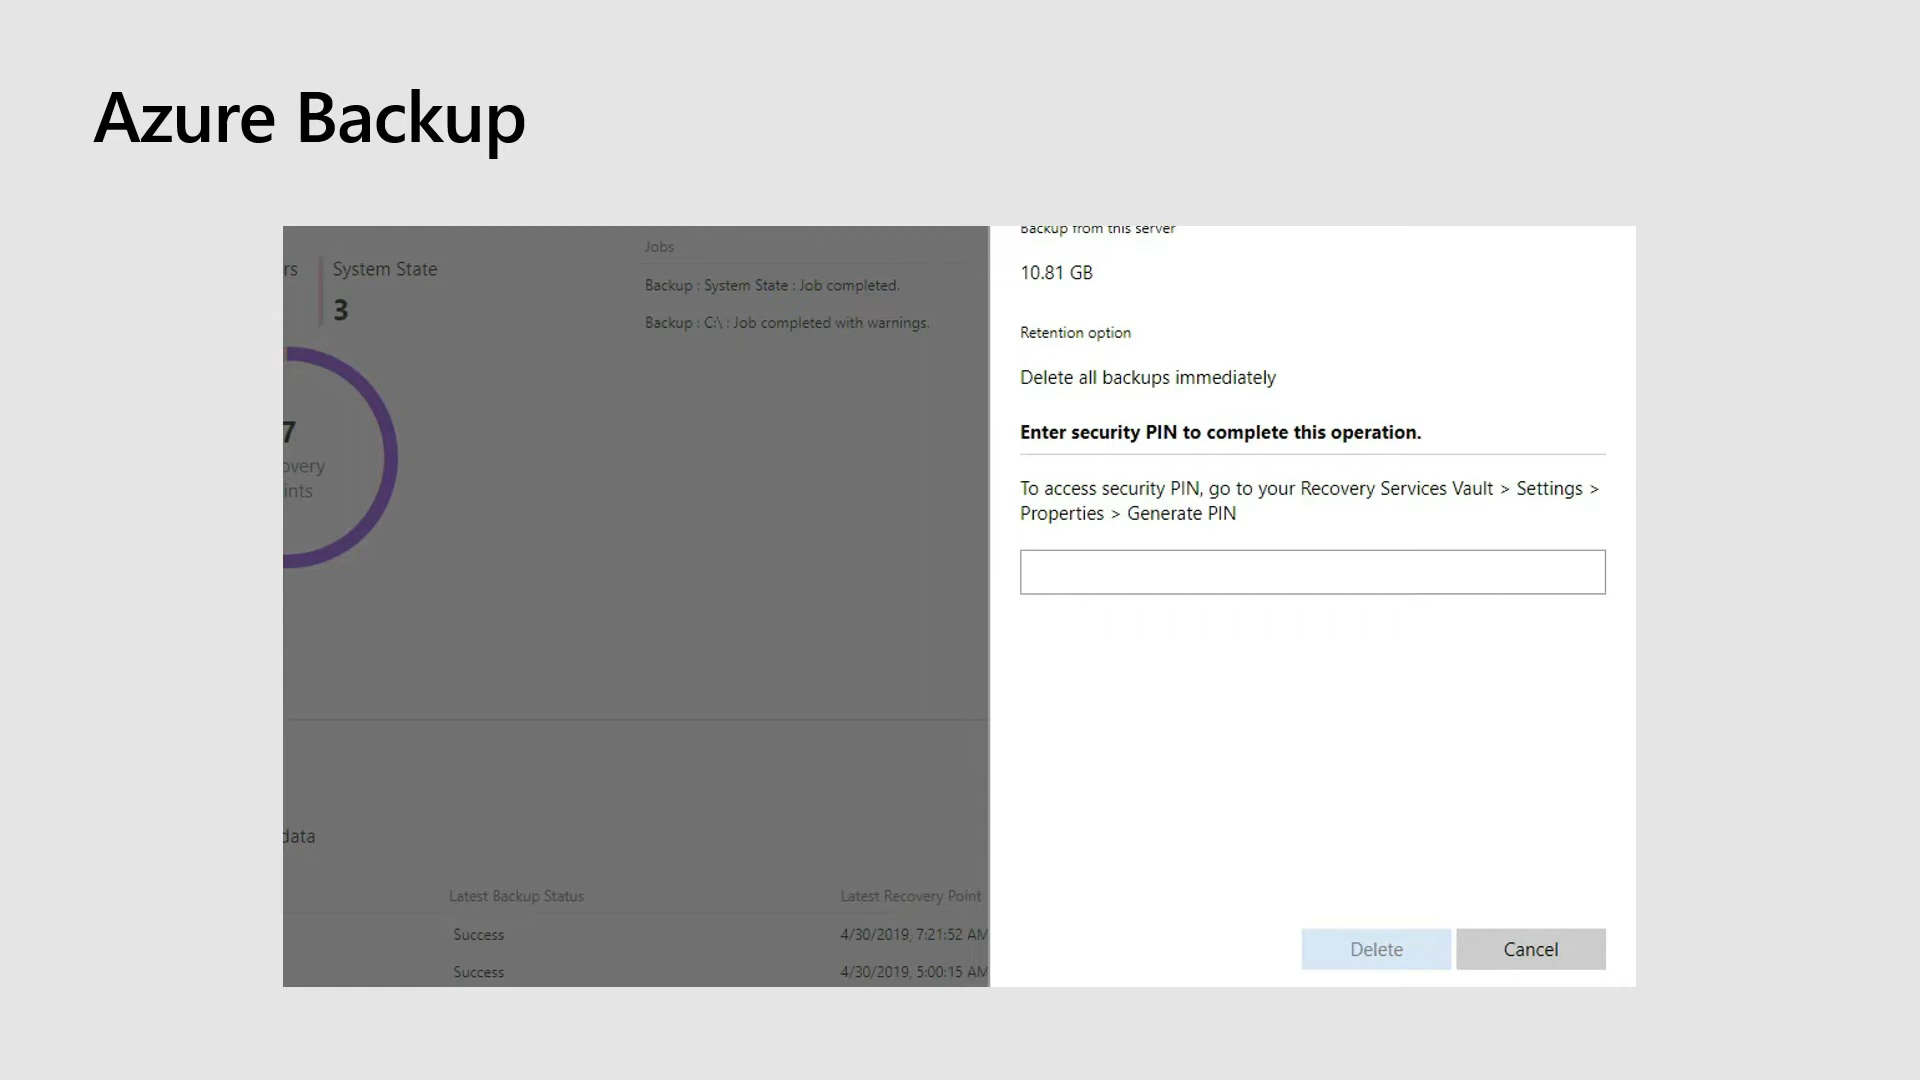 Azure Backup
rs
System State
3
7
overy
ints
Jobs
Backup : System State : Job completed.
Backup : C:\ : Job completed with warnings.
data
Latest Backup Status
Latest Recovery Point
Success
4/30/2019, 7:21:52 AM
Success
4/30/2019, 5:00:15 AM
Backup from this server
10.81 GB
Retention option
Delete all backups immediately
Enter security PIN to complete this operation.
To access security PIN, go to your Recovery Services Vault > Settings >
Properties > Generate PIN
Delete
Cancel